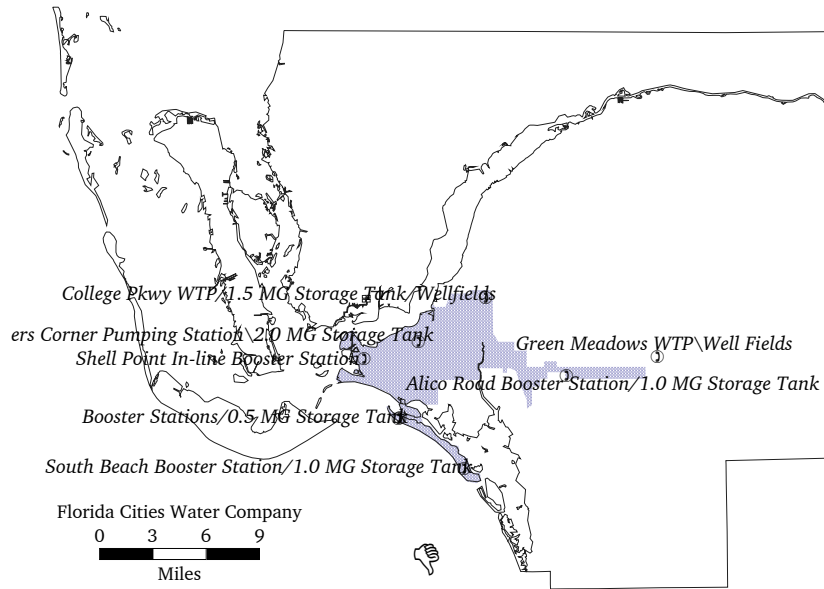 College Pkwy WTP/1.5 MG Storage Tank/Wellfields
ers Corner Pumping Station\2.0 MG Storage Tank
Green Meadows WTP\Well Fields
Shell Point In-line Booster Station
Alico Road Booster Station/1.0 MG Storage Tank
Booster Stations/0.5 MG Storage Tank
South Beach Booster Station/1.0 MG Storage Tank
Florida Cities Water Company
0 3 6 9
Miles